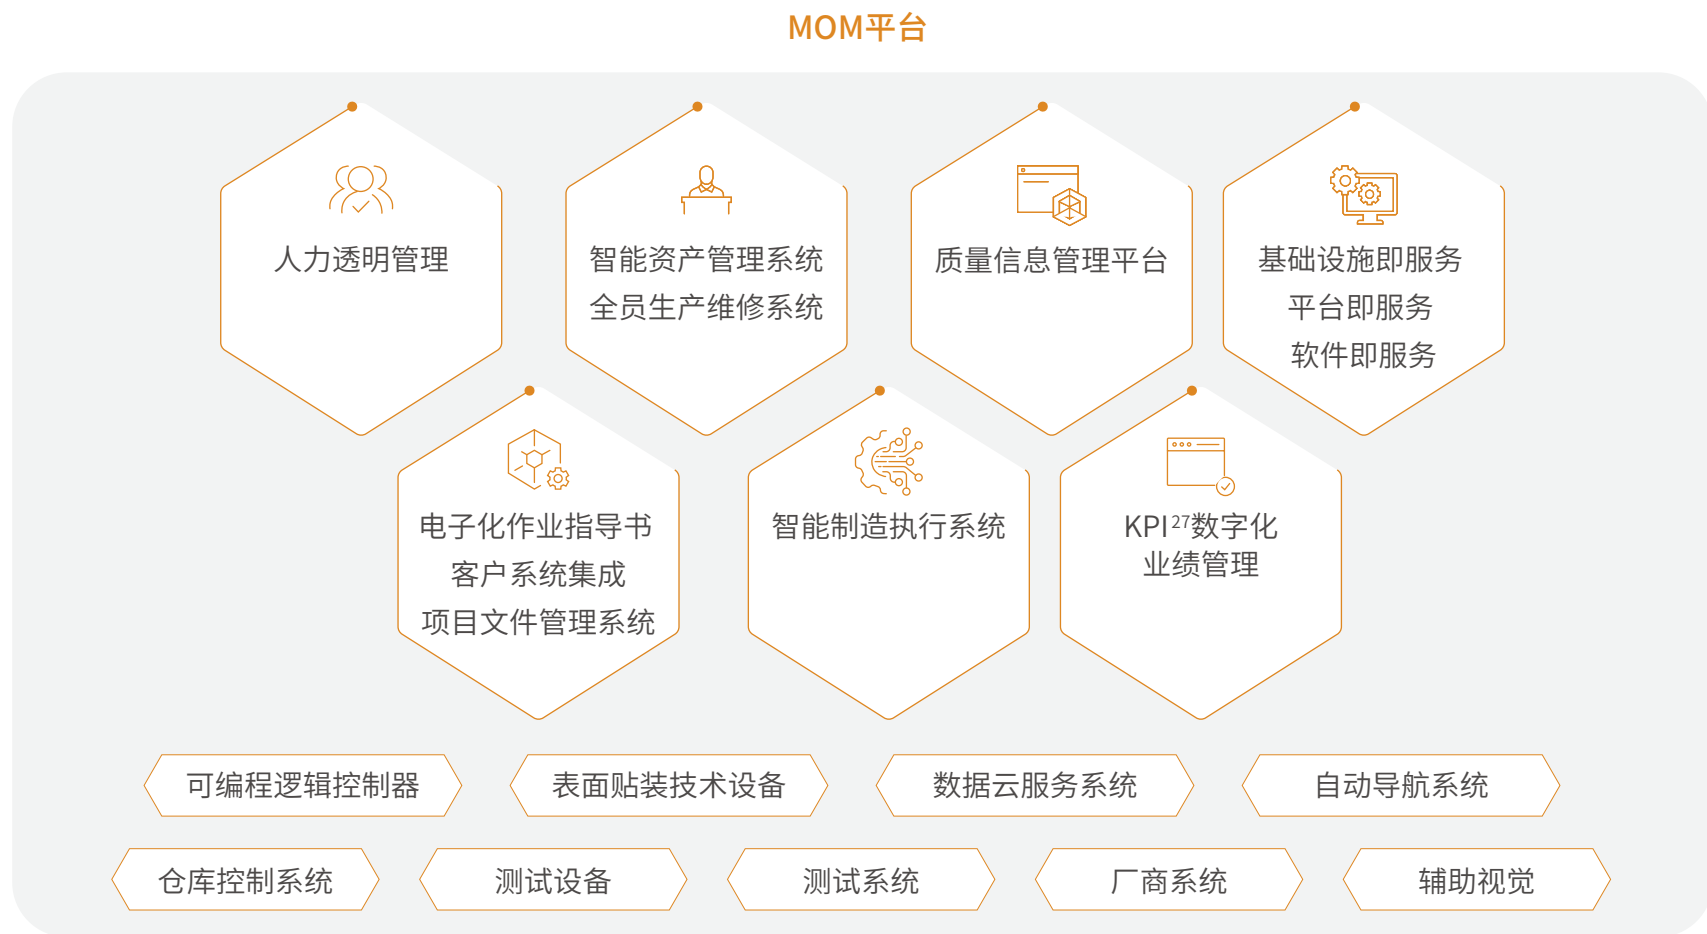 MOM平台
人力透明管理
智能资产管理系统
全员生产维修系统
质量信息管理平台
基础设施即服务
平台即服务
软件即服务
电子化作业指导书
客户系统集成
项目文件管理系统
智能制造执行系统
KPI27数字化
业绩管理
可编程逻辑控制器
表面贴装技术设备
数据云服务系统
自动导航系统
仓库控制系统
测试设备
测试系统
厂商系统
辅助视觉